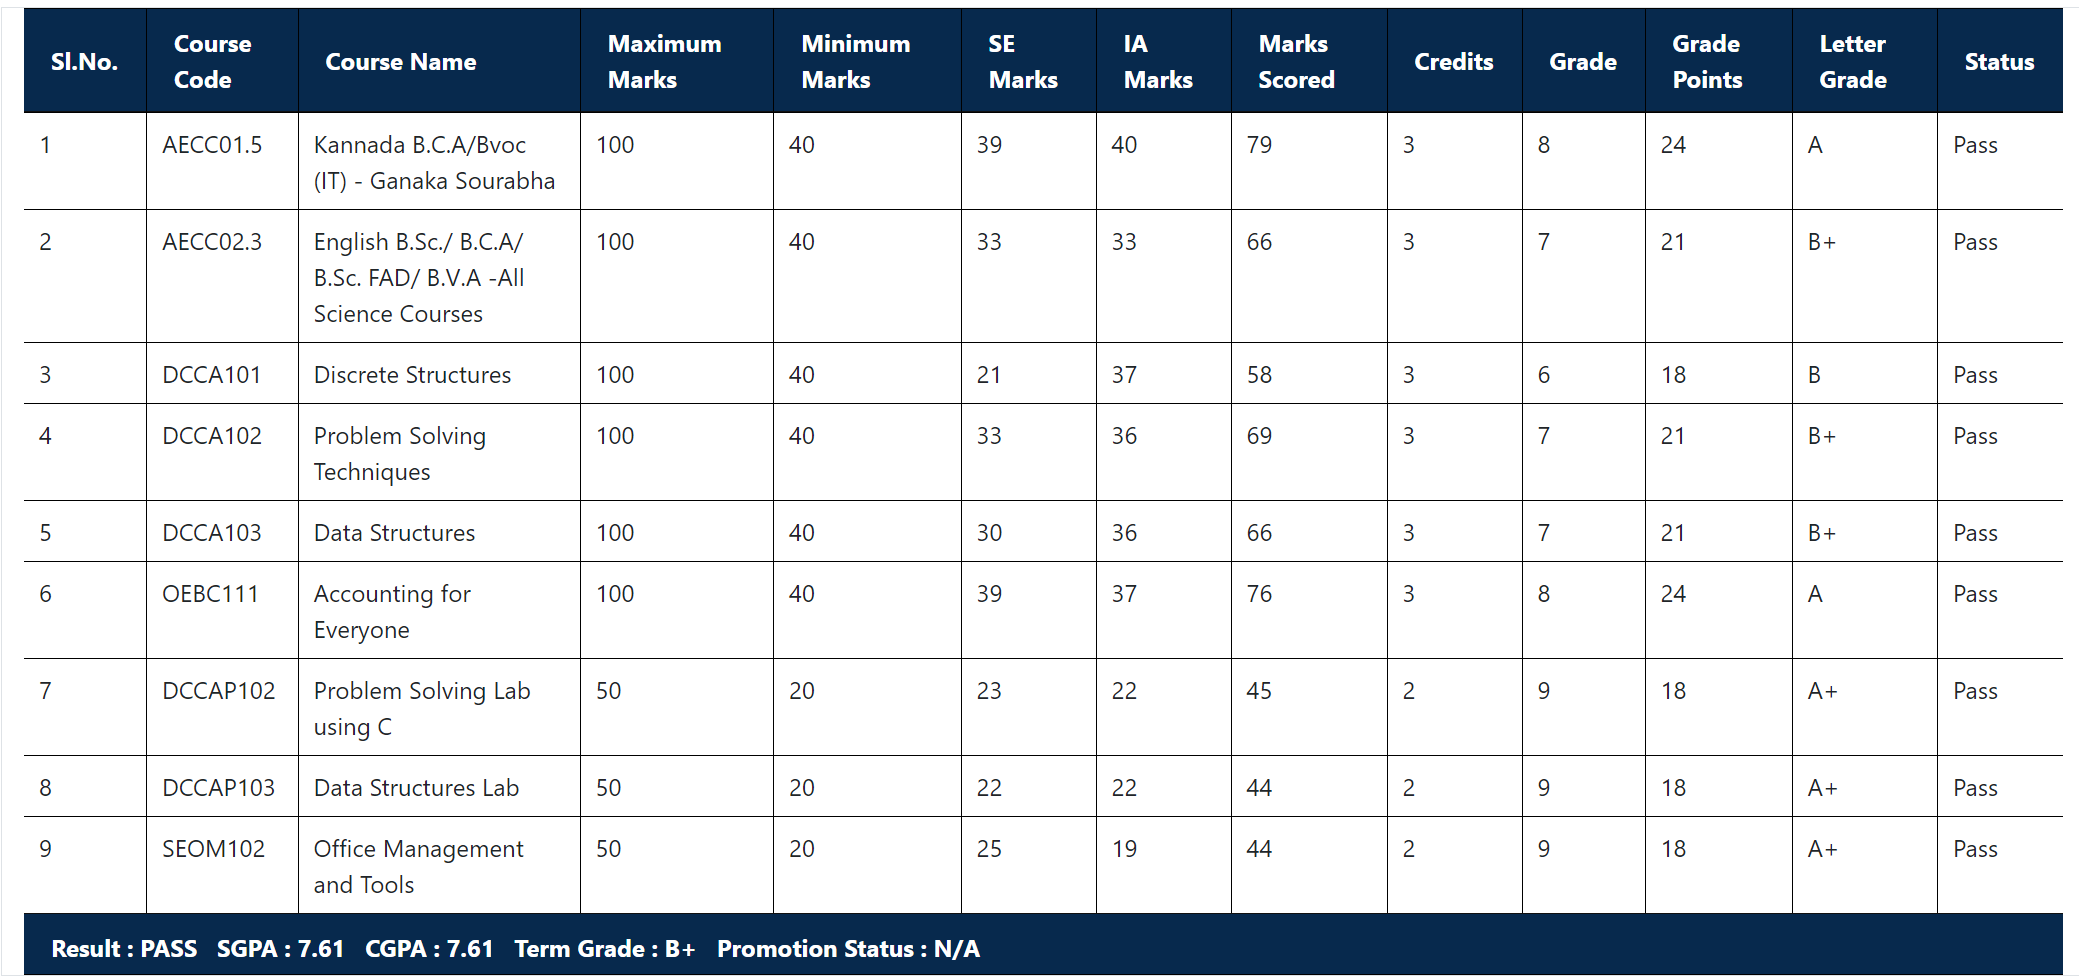 Sl.No. Course Code Course Name Maximum Marks Minimum Marks SE Marks IA Marks Marks Scored Credits Grade Grade Points Letter Grade Status
1 AECC01.5 Kannada B.C.A/Bvoc (IT) - Ganaka Sourabha 100 40 39 40 79 3 8 24 A Pass
2 AECC02.3 English B.Sc./ B.C.A/ B.Sc. FAD/ B.V.A -All Science Courses 100 40 33 33 66 3 7 21 B+ Pass
3 DCCA101 Discrete Structures 100 40 21 37 58 3 6 18 B Pass
4 DCCA102 Problem Solving Techniques 100 40 33 36 69 3 7 21 B+ Pass
5 DCCA103 Data Structures 100 40 30 36 66 3 7 21 B+ Pass
6 OEBC111 Accounting for Everyone 100 40 39 37 76 3 8 24 A Pass
7 DCCAP102 Problem Solving Lab using C 50 20 23 22 45 2 9 18 A+ Pass
8 DCCAP103 Data Structures Lab 50 20 22 22 44 2 9 18 A+ Pass
9 SEOM102 Office Management and Tools 50 20 25 19 44 2 9 18 A+ Pass
Result : PASS SGPA : 7.61 CGPA : 7.61 Term Grade : B+ Promotion Status : N/A